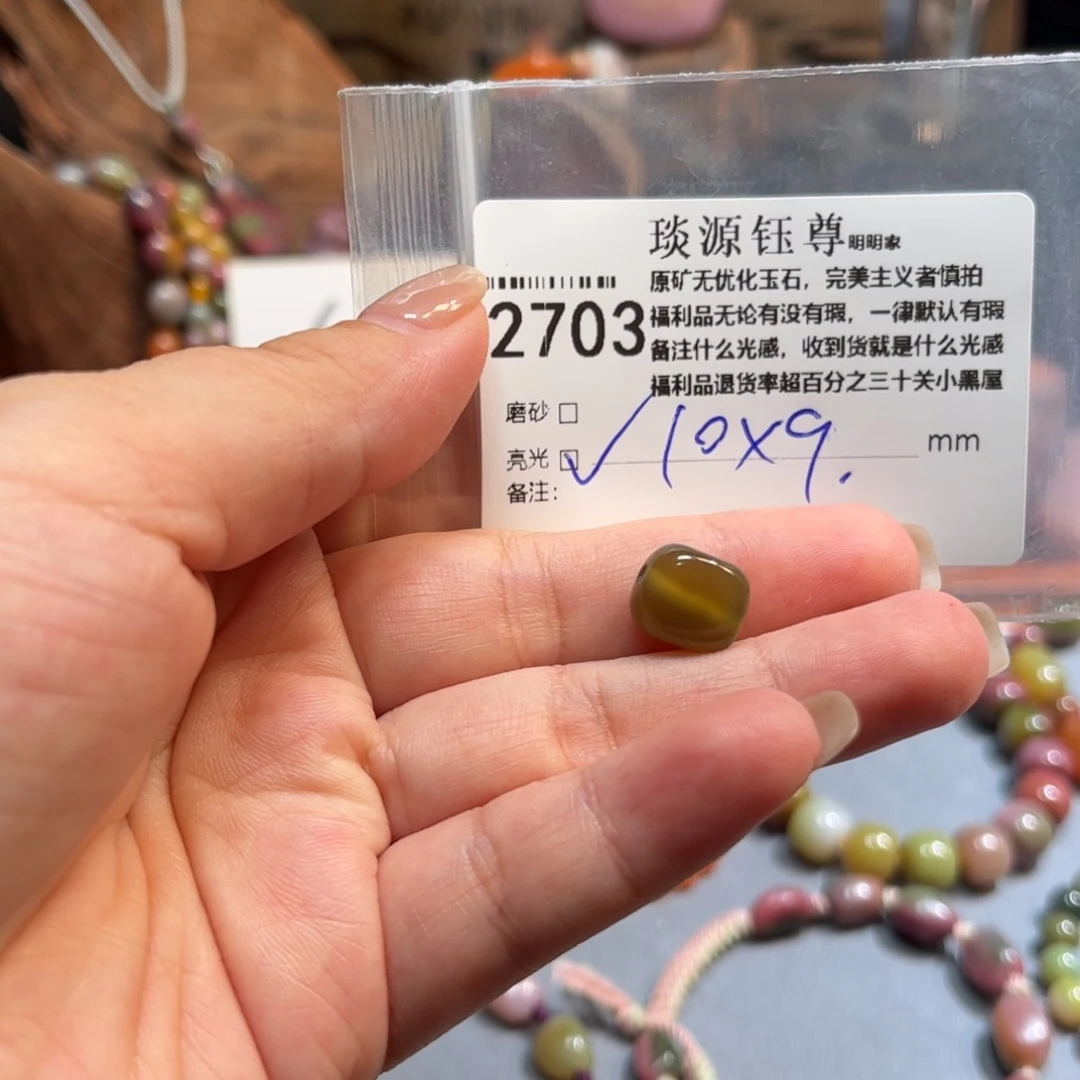 琰源钰尊明明家
原矿无优化玉石，完美主义者慎拍
2703
福利品无论有没有瑕，一律默认有瑕
备注什么光感，收到货就是什么光感
福利品退货率超百分之三十关小黑屋
磨砂 □
亮光 ☑ 10X9. mm
备注：